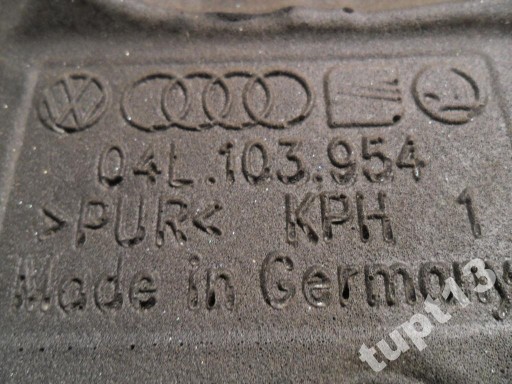 04L.103.954
>PUR< KPH 1
Made in Germany
tupt13